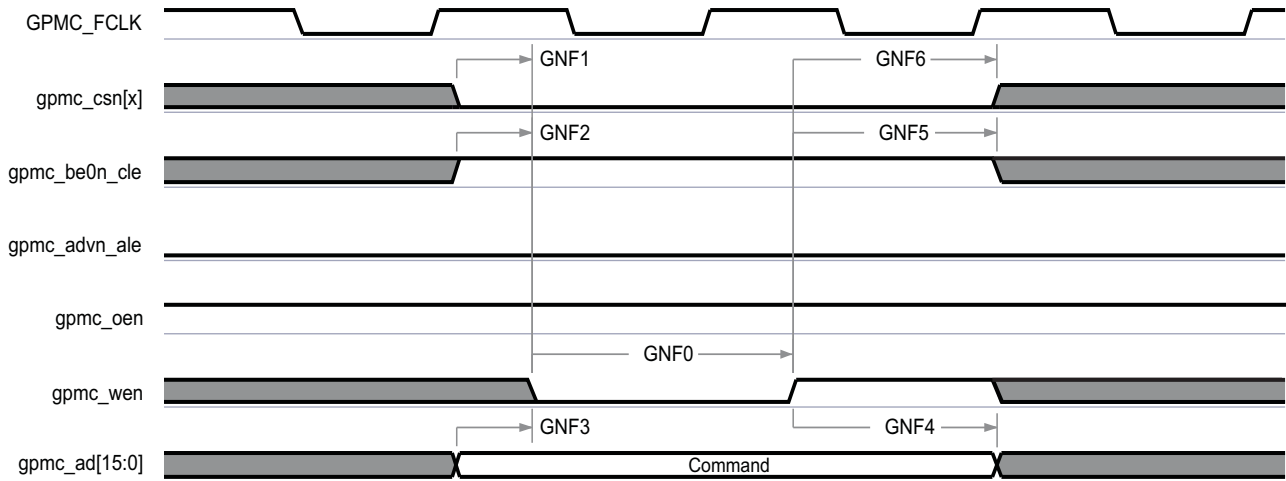 GPMC_FCLK
GNF1
GNF6
gpmc_csn[x]
GNF2
GNF5
gpmc_be0n_cle
gpmc_advn_ale
gpmc_oen
GNF0
gpmc_wen
GNF3
GNF4
gpmc_ad[15:0]
Command